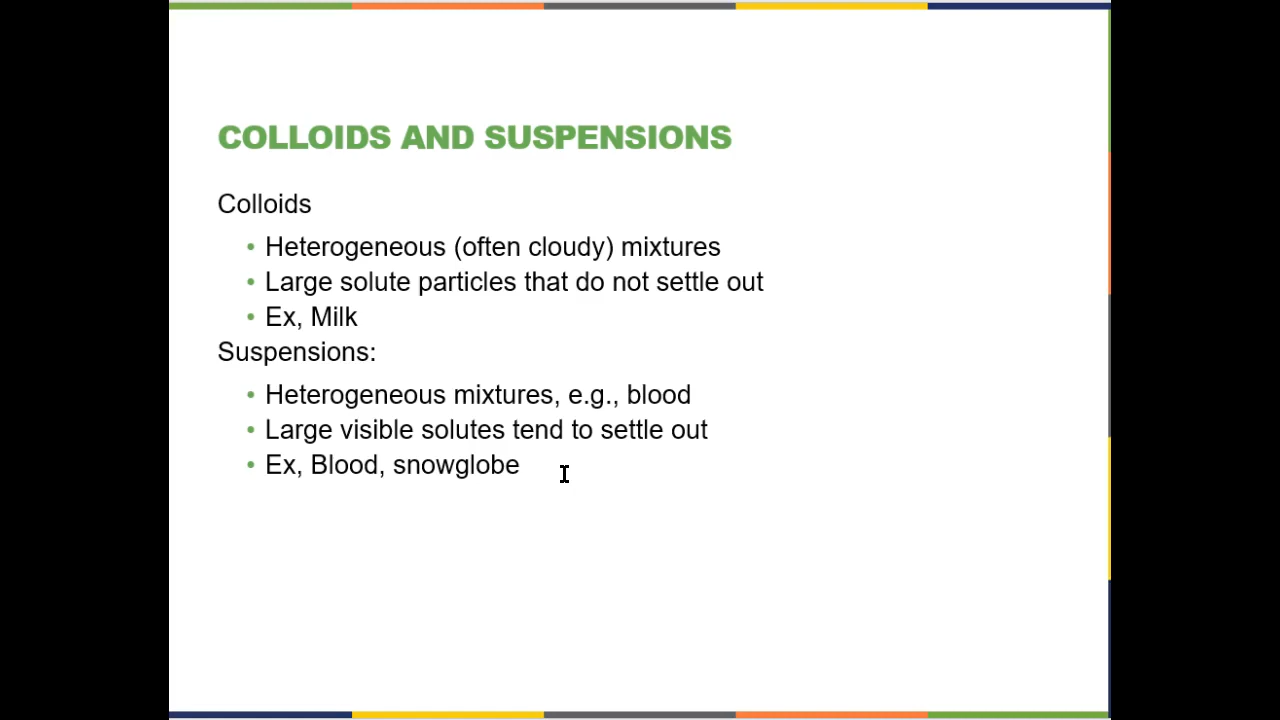 COLLOIDS AND SUSPENSIONS
Colloids
• Heterogeneous (often cloudy) mixtures
• Large solute particles that do not settle out
• Ex, Milk
Suspensions:
• Heterogeneous mixtures, e.g., blood
• Large visible solutes tend to settle out
• Ex, Blood, snowglobe